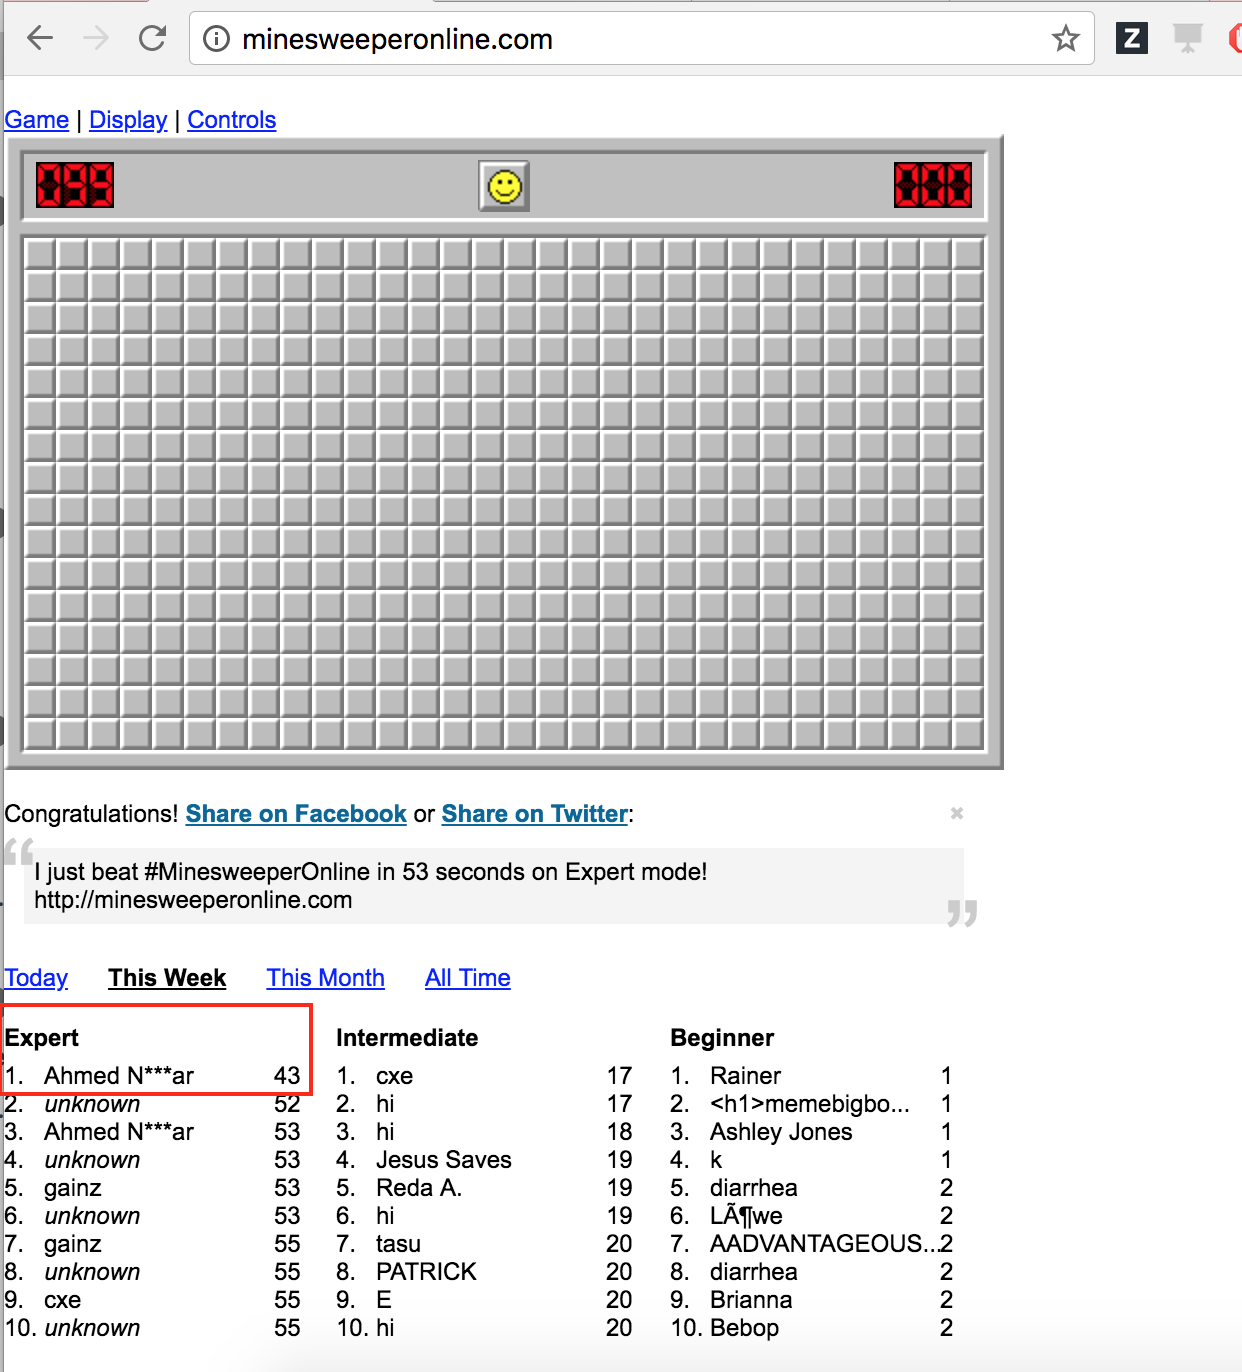 minesweeperonline.com
Z
Game | Display | Controls
Congratulations! Share on Facebook or Share on Twitter:
✖
“
I just beat #MinesweeperOnline in 53 seconds on Expert mode!
http://minesweeperonline.com
”
Today This Week This Month All Time
Expert Intermediate Beginner
1. Ahmed N***ar 43 1. cxe 17 1. Rainer 1
2. unknown 52 2. hi 17 2. <h1>memebigbo... 1
3. Ahmed N***ar 53 3. hi 18 3. Ashley Jones 1
4. unknown 53 4. Jesus Saves 19 4. k 1
5. gainz 53 5. Reda A. 19 5. diarrhea 2
6. unknown 53 6. hi 19 6. LÃ¶we 2
7. gainz 55 7. tasu 20 7. AADVANTAGEOUS... 2
8. unknown 55 8. PATRICK 20 8. diarrhea 2
9. cxe 55 9. E 20 9. Brianna 2
10. unknown 55 10. hi 20 10. Bebop 2